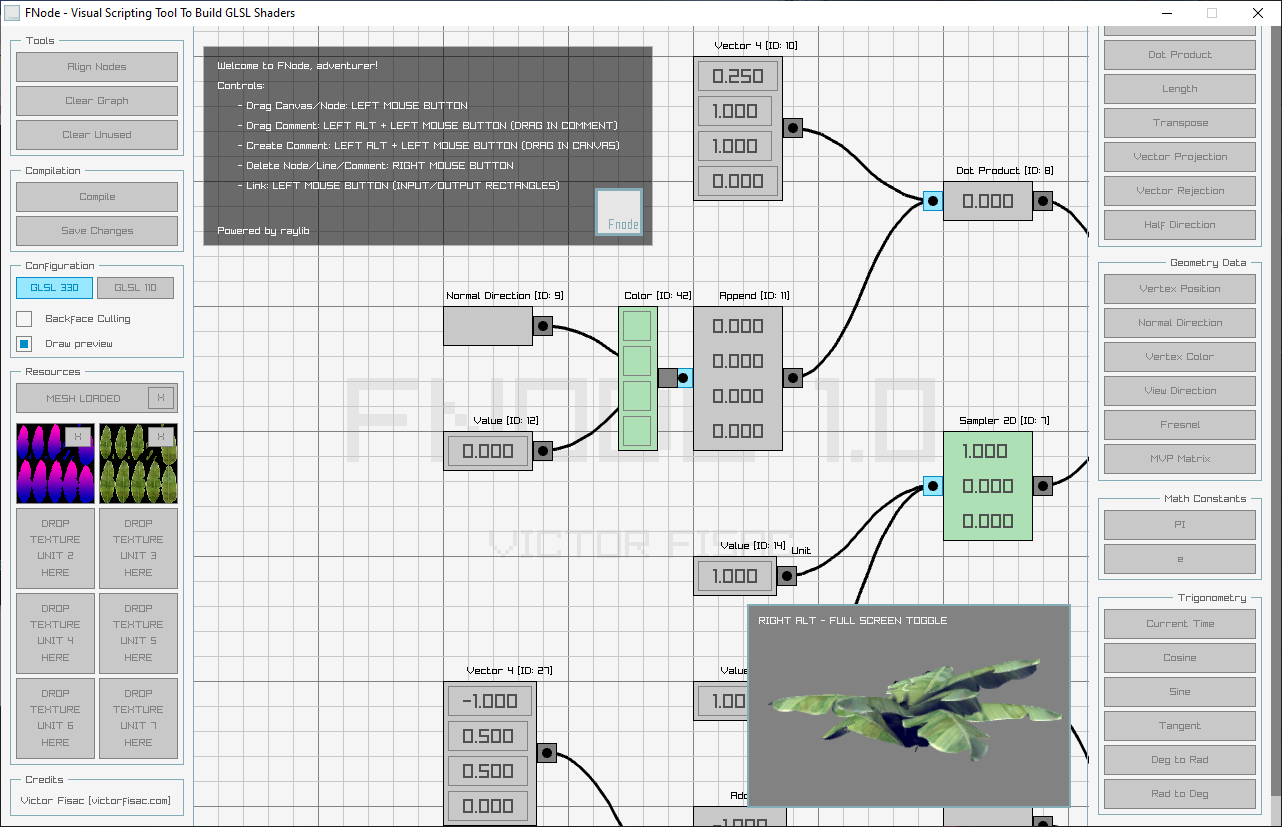 FNode - Visual Scripting Tool To Build GLSL Shaders
Tools
Align Nodes
Clear Graph
Clear Unused
Compilation
Compile
Save Changes
Configuration
GLSL 330
GLSL 110
Backface Culling
Draw preview
Resources
MESH LOADED
X
X
X
DROP
TEXTURE
UNIT 2
HERE
DROP
TEXTURE
UNIT 3
HERE
DROP
TEXTURE
UNIT 4
HERE
DROP
TEXTURE
UNIT 5
HERE
DROP
TEXTURE
UNIT 6
HERE
DROP
TEXTURE
UNIT 7
HERE
Credits
Victor Fisac [victorfisac.com]
Welcome to FNode, adventurer!
Controls:
- Drag Canvas/Node: LEFT MOUSE BUTTON
- Drag Comment: LEFT ALT + LEFT MOUSE BUTTON (DRAG IN COMMENT)
- Create Comment: LEFT ALT + LEFT MOUSE BUTTON (DRAG IN CANVAS)
- Delete Node/Line/Comment: RIGHT MOUSE BUTTON
- Link: LEFT MOUSE BUTTON (INPUT/OUTPUT RECTANGLES)
Powered by raylib
Fnode
Vector 4 [ID: 10]
0.250
1.000
1.000
0.000
Dot Product [ID: 8]
0.000
Normal Direction [ID: 9]
Color [ID: 42]
Append [ID: 11]
0.000
0.000
0.000
0.000
Value [ID: 12]
0.000
FNODE 1.0
VICTOR FISAC
Sampler 2D [ID: 7]
1.000
0.000
0.000
Value [ID: 14]
Unit
1.000
Vector 4 [ID: 27]
-1.000
0.500
0.500
0.000
Value
1.00
RIGHT ALT - FULL SCREEN TOGGLE
Dot Product
Length
Transpose
Vector Projection
Vector Rejection
Half Direction
Geometry Data
Vertex Position
Normal Direction
Vertex Color
View Direction
Fresnel
MVP Matrix
Math Constants
PI
e
Trigonometry
Current Time
Cosine
Sine
Tangent
Deg to Rad
Rad to Deg